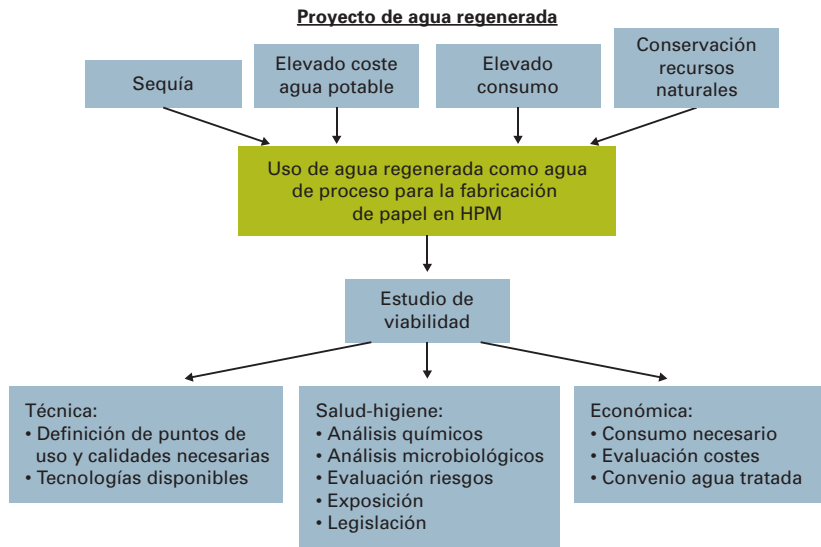 Proyecto de agua regenerada
Sequía
Elevado coste
agua potable
Elevado
consumo
Conservación
recursos
naturales
Uso de agua regenerada como agua
de proceso para la fabricación
de papel en HPM
Estudio de
viabilidad
Técnica:
• Definición de puntos de
uso y calidades necesarias
• Tecnologías disponibles
Salud-higiene:
• Análisis químicos
• Análisis microbiológicos
• Evaluación riesgos
• Exposición
• Legislación
Económica:
• Consumo necesario
• Evaluación costes
• Convenio agua tratada